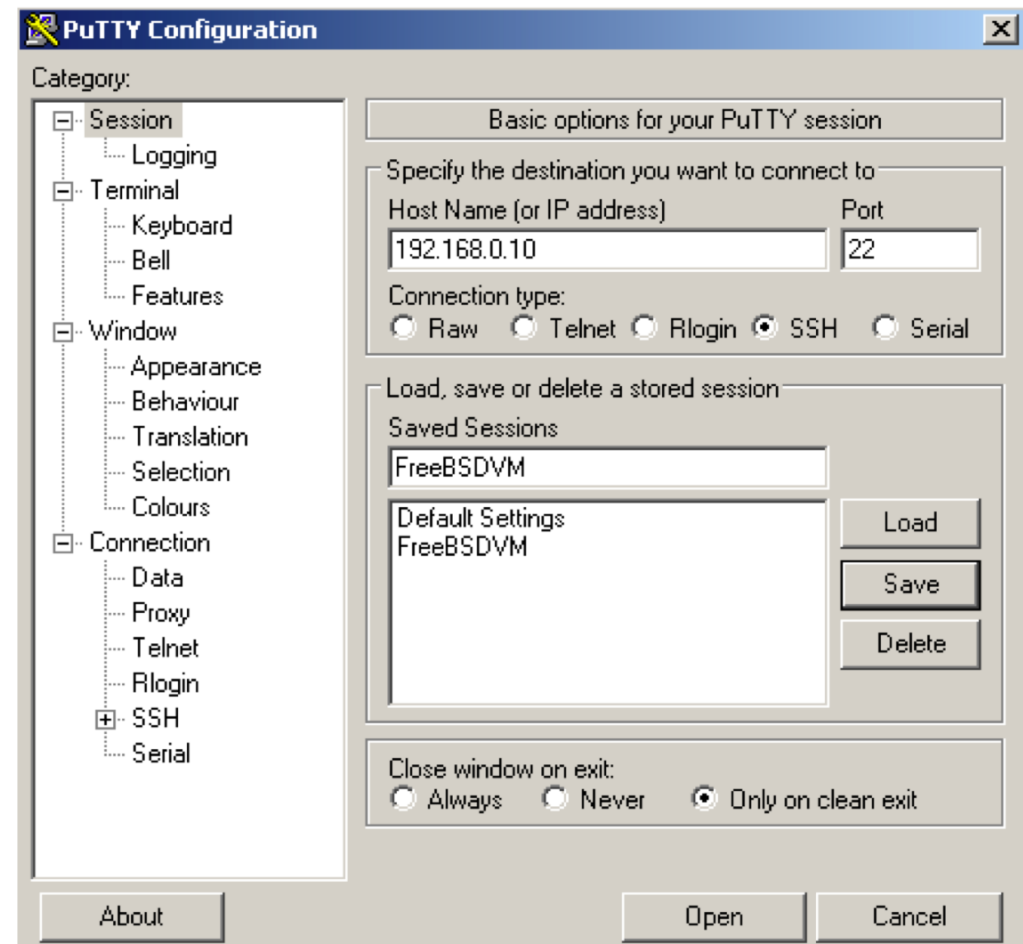 PuTTY Configuration
Category:
Session
Logging
Terminal
Keyboard
Bell
Features
Window
Appearance
Behaviour
Translation
Selection
Colours
Connection
Data
Proxy
Telnet
Rlogin
SSH
Serial
Basic options for your PuTTY session
Specify the destination you want to connect to
Host Name (or IP address) Port
192.168.0.10 22
Connection type:
Raw Telnet Rlogin SSH Serial
Load, save or delete a stored session
Saved Sessions
FreeBSDVM
Default Settings
FreeBSDVM
Load
Save
Delete
Close window on exit:
Always Never Only on clean exit
About Open Cancel